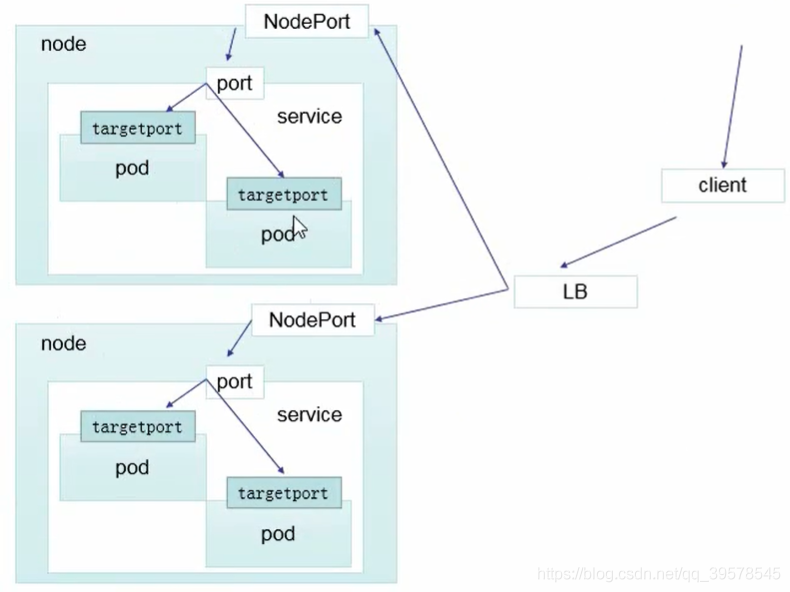 NodePort
node
port
service
targetport
pod
targetport
pod
client
LB
NodePort
node
port
service
targetport
pod
targetport
pod
https://blog.csdn.net/qq_39578545